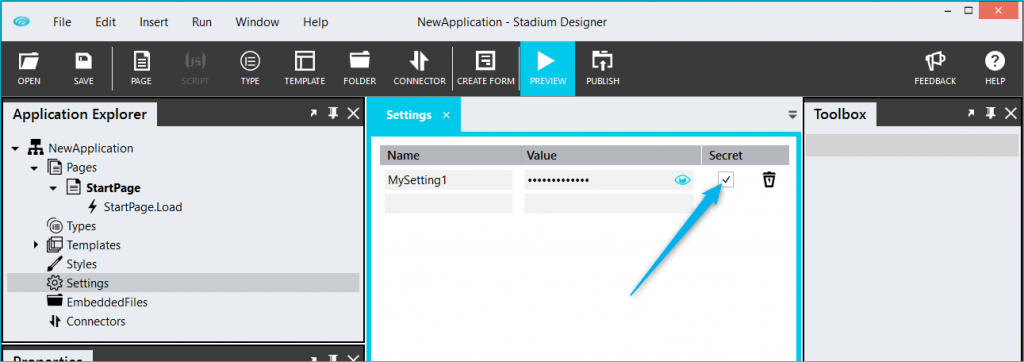 File Edit Insert Run Window Help NewApplication - Stadium Designer
OPEN SAVE PAGE SCRIPT TYPE TEMPLATE FOLDER CONNECTOR CREATE FORM PREVIEW PUBLISH FEEDBACK HELP
Application Explorer
NewApplication
Pages
StartPage
StartPage.Load
Types
Templates
Styles
Settings
EmbeddedFiles
Connectors
Properties
Settings
Name Value Secret
MySetting1 •••••••••••••
Toolbox